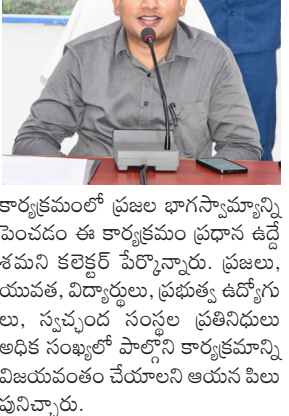 కార్యక్రమంలో ప్రజల భాగస్వామ్యాన్ని
పెంచడం ఈ కార్యక్రమం ప్రధాన ఉద్దే
శమని కలెక్టర్ పేర్కొన్నారు. ప్రజలు,
యువత, విద్యార్థులు, ప్రభుత్వ ఉద్యోగు
లు, స్వచ్ఛంద సంస్థల ప్రతినిధులు
అధిక సంఖ్యలో పాల్గొని కార్యక్రమాన్ని
విజయవంతం చేయాలని ఆయన పిలు
పునిచ్చారు.